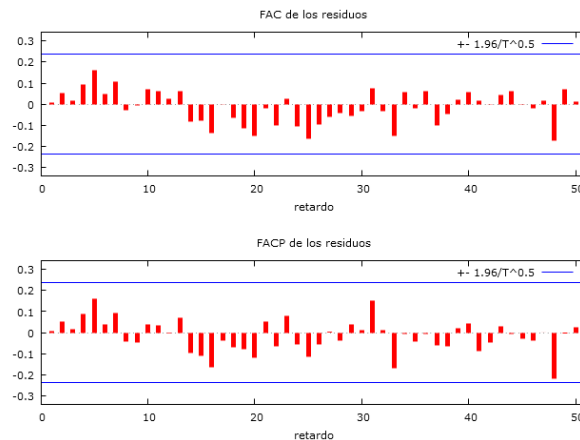 FAC de los residuos
+- 1.96/T^0.5
0.3
0.2
0.1
0
-0.1
-0.2
-0.3
0 10 20 30 40 50
retardo
FACP de los residuos
+- 1.96/T^0.5
0.3
0.2
0.1
0
-0.1
-0.2
-0.3
0 10 20 30 40 50
retardo